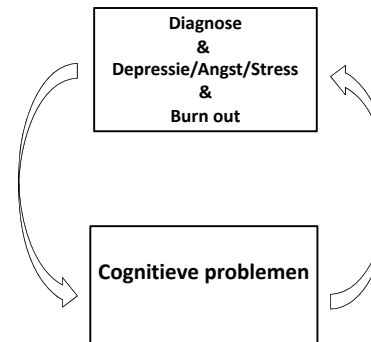 Diagnose
&
Depressie/Angst/Stress
&
Burn out
Cognitieve problemen